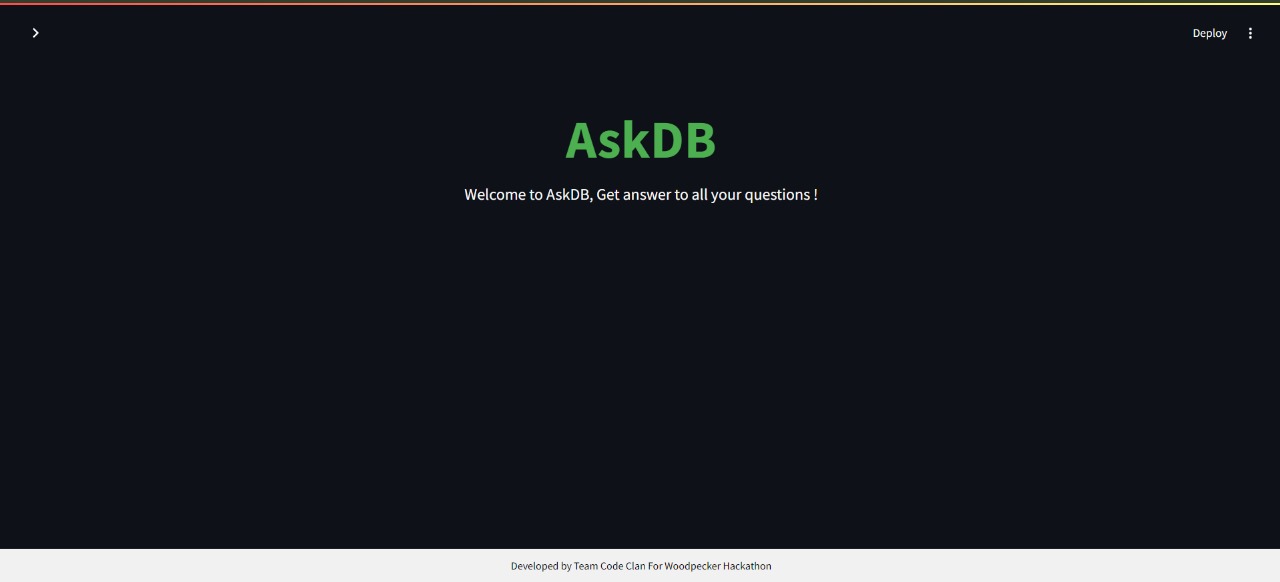 Deploy
AskDB
Welcome to AskDB, Get answer to all your questions !
Developed by Team Code Clan For Woodpecker Hackathon